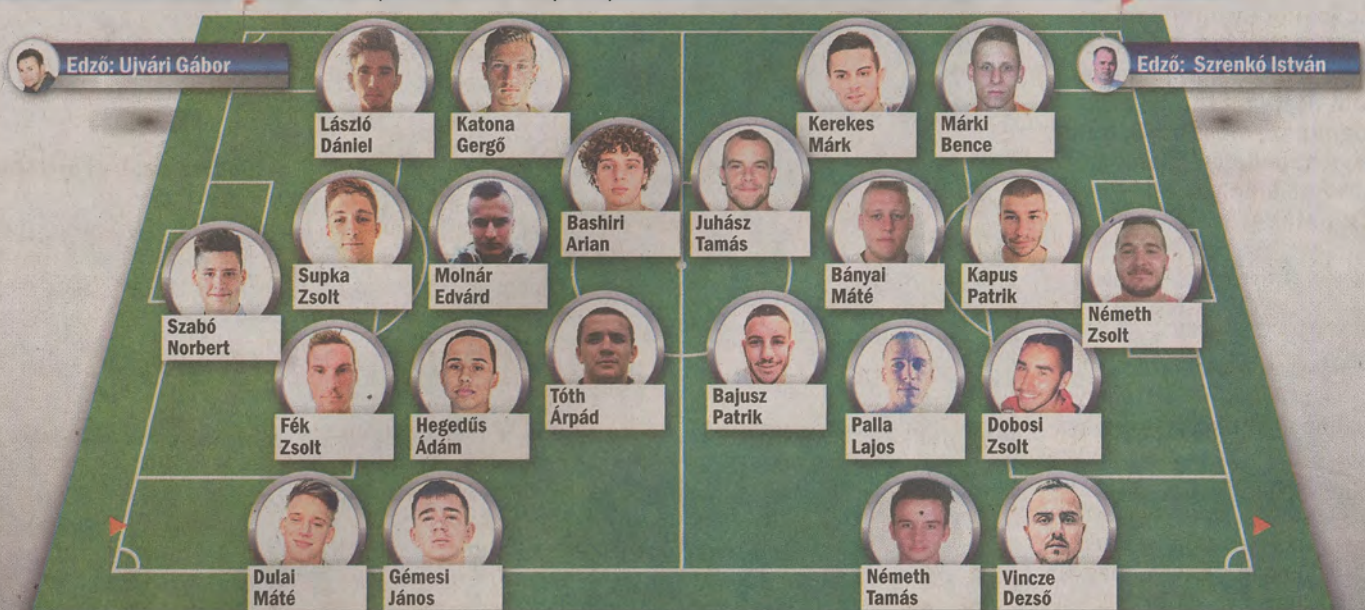 Edző: Ujvári Gábor
Edző: Szrenkó István
László
Dániel
Katona
Gergő
Kerekes
Márk
Márki
Bence
Bashiri
Arian
Juhász
Tamás
Supka
Zsolt
Molnár
Edvárd
Bányai
Máté
Kapus
Patrik
Szabó
Norbert
Németh
Zsolt
Fék
Zsolt
Hegedűs
Ádám
Tóth
Árpád
Bajusz
Patrik
Palla
Lajos
Dobosi
Zsolt
Dulai
Máté
Gémesi
János
Németh
Tamás
Vincze
Dezső